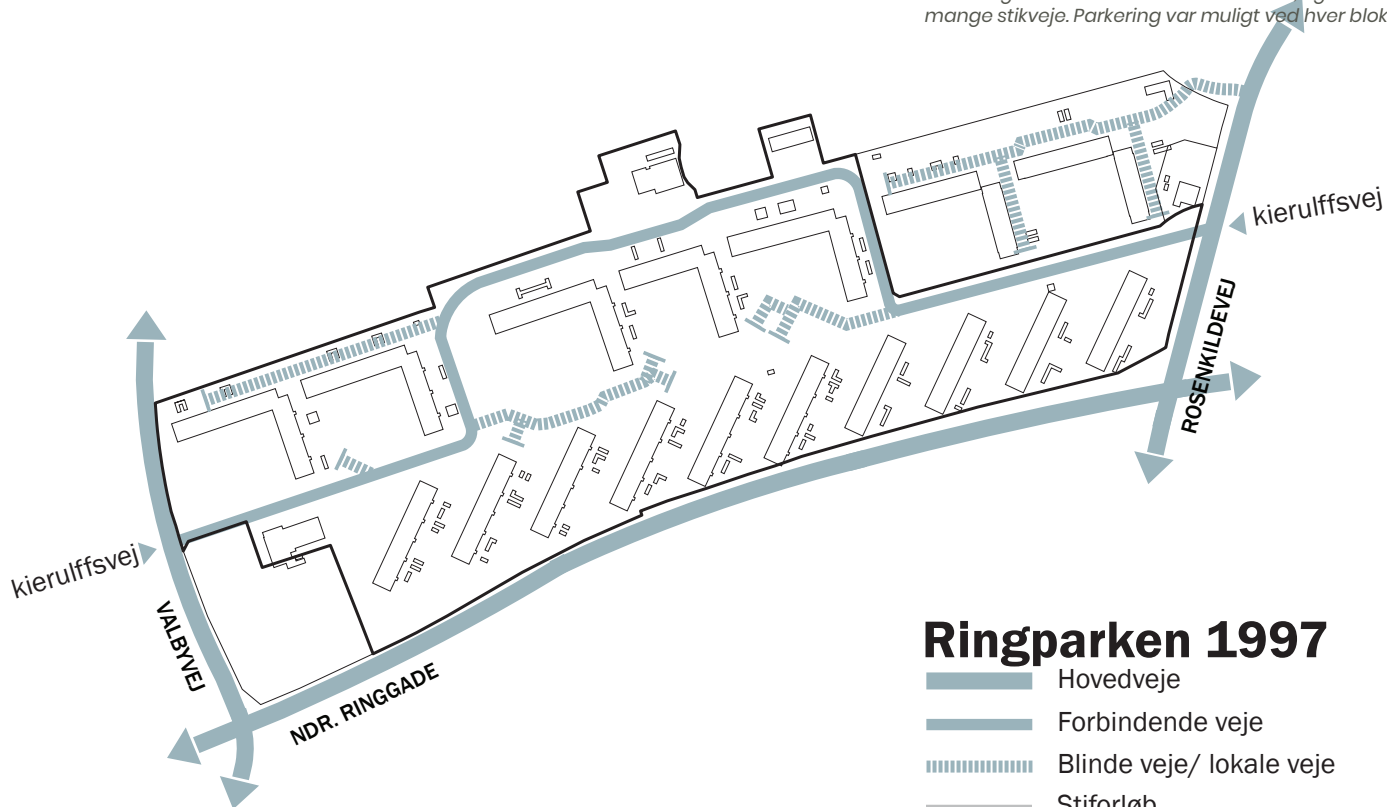 mange stikveje. Parkering var muligt ved hver blok
kierulffsvej
ROSENKILDEVEJ
kierulffsvej
VALBYVEJ
NDR. RINGGADE
Ringparken 1997
Hovedveje
Forbindende veje
Blinde veje/ lokale veje
Stiforløb